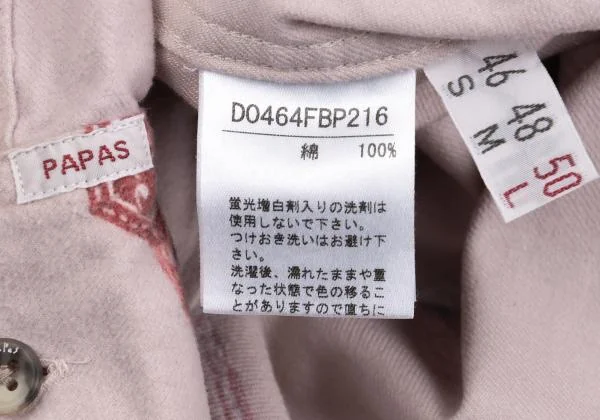 PAPAS
DO464FBP216
綿 100%
蛍光増白剤入りの洗剤は
使用しないで下さい。
つけおき洗いはお避け下
さい。
洗濯後、濡れたままや重
なった状態で色の移るこ
とがありますので直ちに
46 48 50
S M L